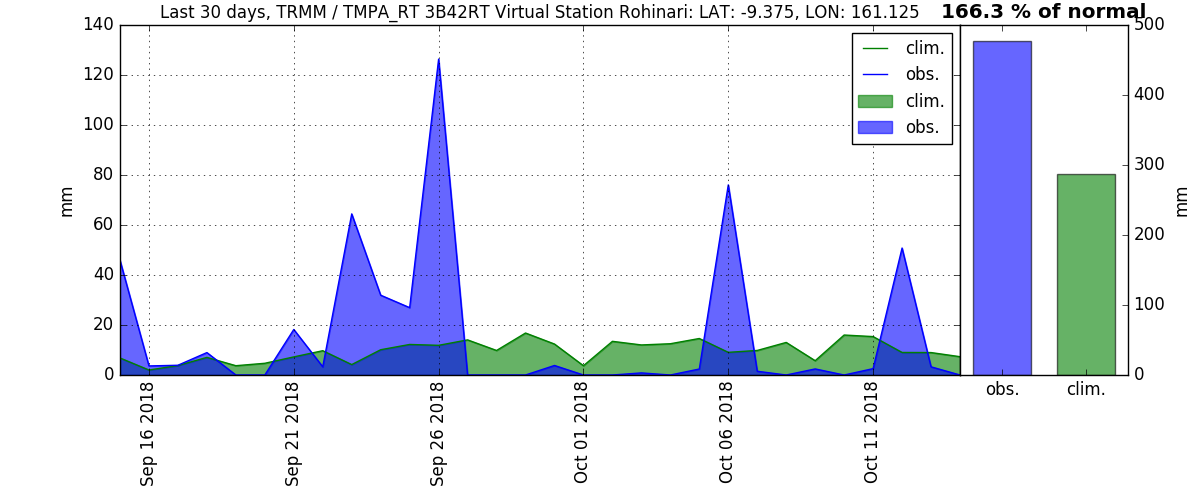 Last 30 days, TRMM / TMPA_RT 3B42RT Virtual Station Rohinari: LAT: -9.375, LON: 161.125
166.3 % of normal
140
120
100
80
60
40
20
0
mm
clim.
obs.
clim.
obs.
Sep 16 2018
Sep 21 2018
Sep 26 2018
Oct 01 2018
Oct 06 2018
Oct 11 2018
500
400
300
200
100
0
mm
obs.
clim.